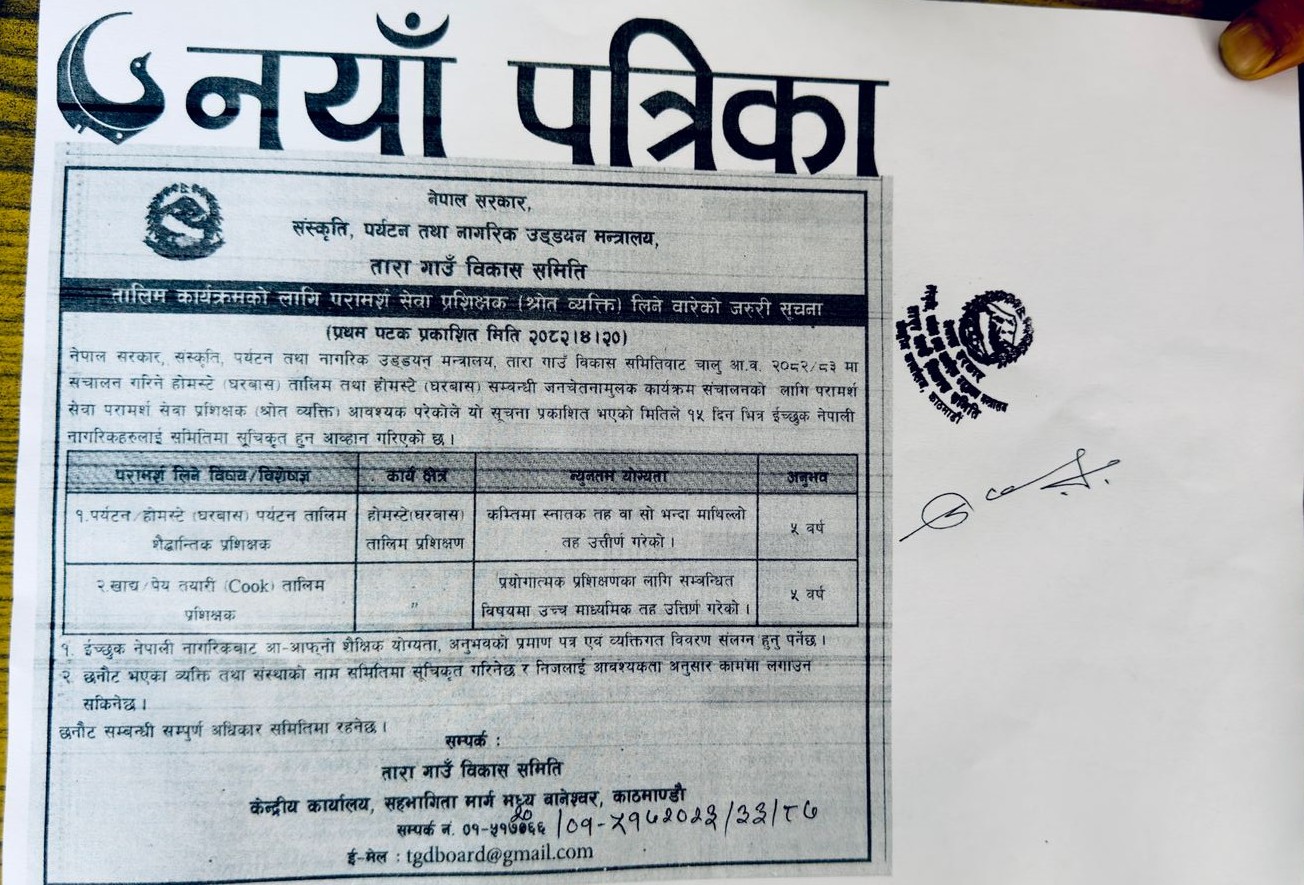 नयाँ पत्रिका
नेपाल सरकार,
संस्कृति, पर्यटन तथा नागरिक उड्डयन मन्त्रालय,
तारा गाउँ विकास समिति
तालिम कार्यक्रमको लागि परामर्श सेवा प्रशिक्षक (श्रोत व्यक्ति) लिने वारेको जरुरी सूचना
(प्रथम पटक प्रकाशित मिति २०८२।४।२०)
नेपाल सरकार, संस्कृति, पर्यटन तथा नागरिक उड्डयन मन्त्रालय, तारा गाउँ विकास समितिवाट चालु आ.व. २०८२/८३ मा
संचालन गरिने होमस्टे (घरबास) तालिम तथा होमस्टे (घरबास) सम्वन्धी जनचेतनामुलक कार्यक्रम संचालनको लागि परामर्श
सेवा परामर्श सेवा प्रशिक्षक (श्रोत व्यक्ति) आवश्यक परेकोले यो सूचना प्रकाशित भएको मितिले १५ दिन भित्र ईच्छुक नेपाली
नागरिकहरुलाई समितिमा सूचिकृत हुन आव्हान गरिएको छ ।
परामर्श लिने विषय/विशेषज्ञ कार्य क्षेत्र न्युनतम योग्यता अनुभव
१.पर्यटन/होमस्टे (घरबास) पर्यटन तालिम होमस्टे(घरबास) कम्तिमा स्नातक तह वा सो भन्दा माथिल्लो ५ वर्ष
शैद्धान्तिक प्रशिक्षक तालिम प्रशिक्षण तह उत्तीर्ण गरेको ।
२.खाद्य/पेय तयारी (Cook) तालिम " प्रयोगात्मक प्रशिक्षणका लागि सम्वन्धित ५ वर्ष
प्रशिक्षक विषयमा उच्च माध्यमिक तह उत्तिर्ण गरेको ।
१. ईच्छुक नेपाली नागरिकबाट आ-आफ्नो शैक्षिक योग्यता, अनुभवको प्रमाण पत्र एवं व्यक्तिगत विवरण संलग्न हुनु पर्नेछ ।
२. छनौट भएका व्यक्ति तथा संस्थाको नाम समितिमा सूचिकृत गरिनेछ र निजलाई आवश्यकता अनुसार काममा लगाउन
सकिनेछ ।
छनौट सम्बन्धी सम्पुर्ण अधिकार समितिमा रहनेछ ।
सम्पर्क :
तारा गाउँ विकास समिति
केन्द्रीय कार्यालय, सहभागिता मार्ग मध्य बानेश्वर, काठमाण्डौ
सम्पर्क नं.
ई-मेल : tgdboard@gmail.com
काठमाडौं